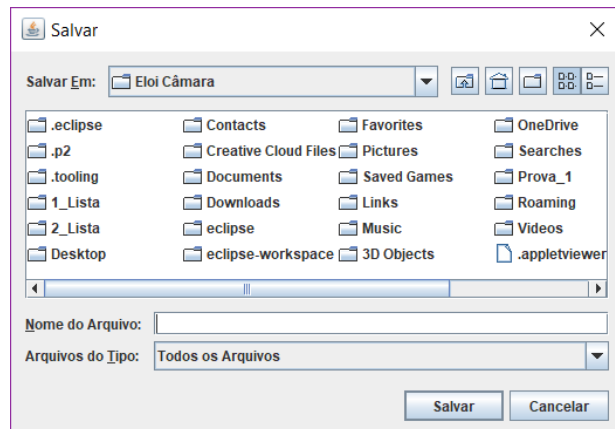 Salvar
Salvar Em: Eloi Câmara
.eclipse Contacts Favorites OneDrive
.p2 Creative Cloud Files Pictures Searches
.tooling Documents Saved Games Prova_1
1_Lista Downloads Links Roaming
2_Lista eclipse Music Videos
Desktop eclipse-workspace 3D Objects .appletviewer
Nome do Arquivo:
Arquivos do Tipo: Todos os Arquivos
Salvar Cancelar